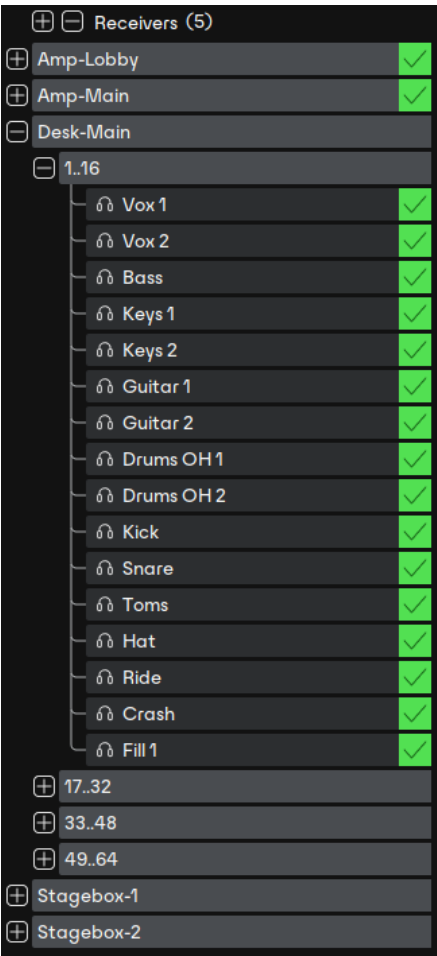 Receivers (5)
Amp-Lobby
Amp-Main
Desk-Main
1..16
Vox 1
Vox 2
Bass
Keys 1
Keys 2
Guitar 1
Guitar 2
Drums OH 1
Drums OH 2
Kick
Snare
Toms
Hat
Ride
Crash
Fill 1
17..32
33..48
49..64
Stagebox-1
Stagebox-2